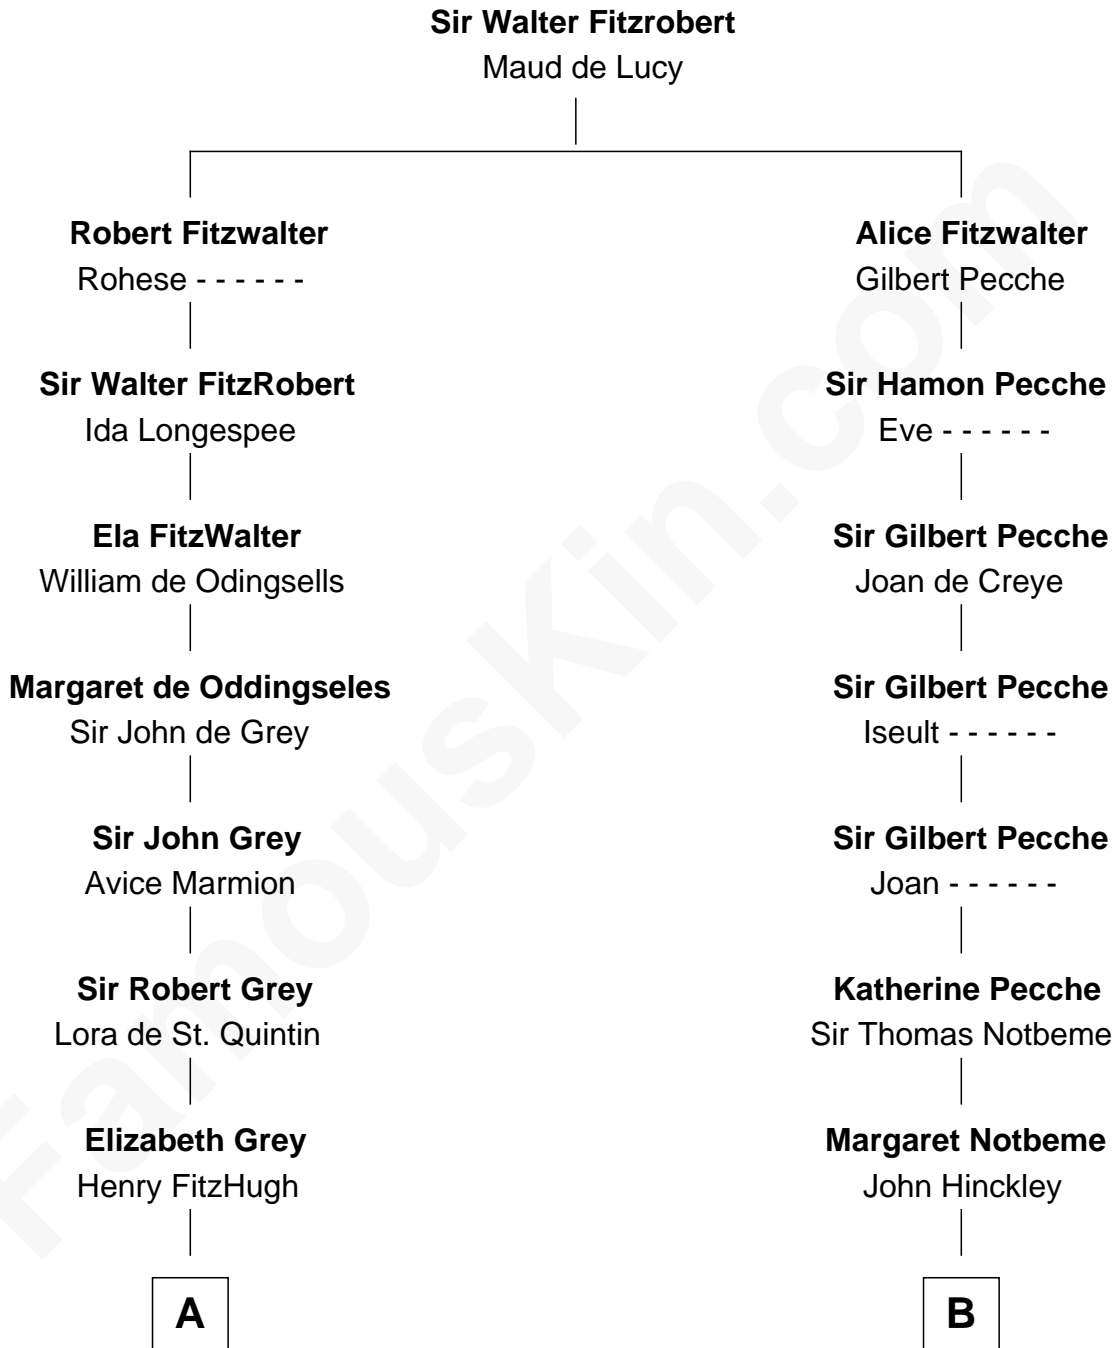 Sir Walter Fitzrobert
Maud de Lucy
Robert Fitzwalter
Rohese - - - - - -
Sir Walter FitzRobert
Ida Longespee
Ela FitzWalter
William de Odingsells
Margaret de Oddingseles
Sir John de Grey
Sir John Grey
Avice Marmion
Sir Robert Grey
Lora de St. Quintin
Elizabeth Grey
Henry FitzHugh
A
Alice Fitzwalter
Gilbert Pecche
Sir Hamon Pecche
Eve - - - - - -
Sir Gilbert Pecche
Joan de Creye
Sir Gilbert Pecche
Iseult - - - - - -
Sir Gilbert Pecche
Joan - - - - - -
Katherine Pecche
Sir Thomas Notbeme
Margaret Notbeme
John Hinckley
B
FamousKin.com